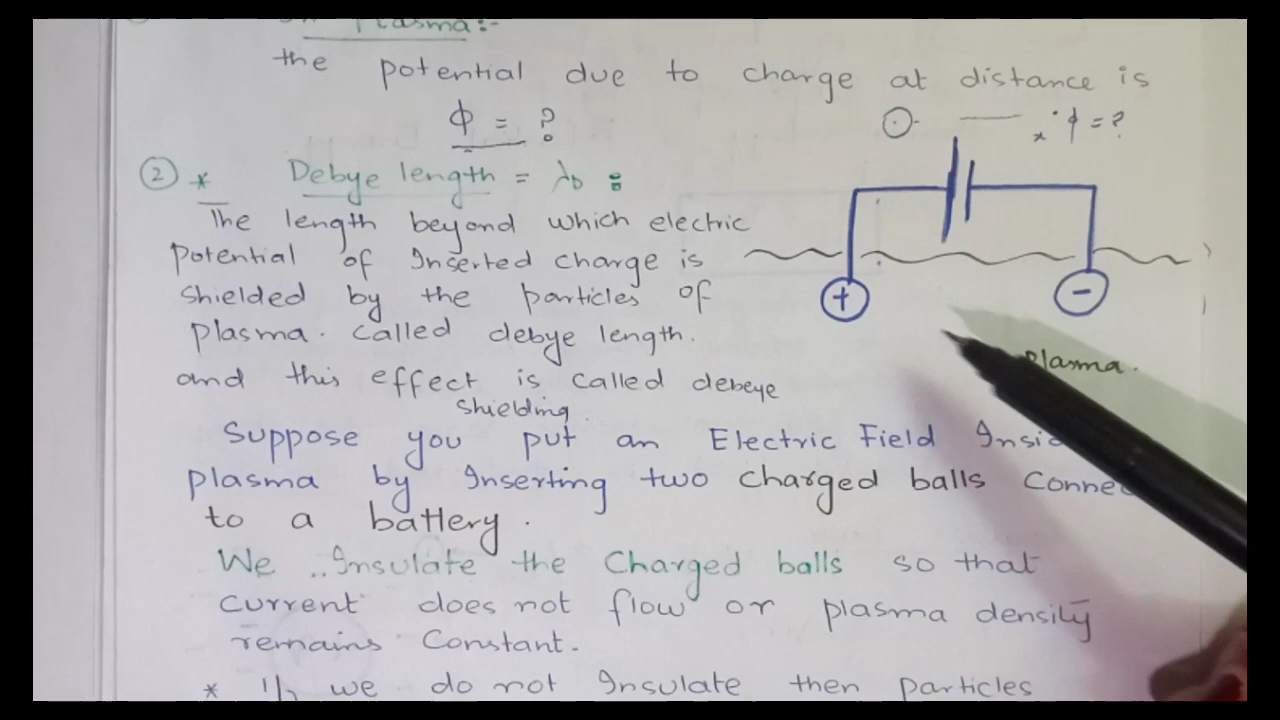 in Plasma:-
the potential due to charge at distance is
ϕ = ?
ϕ = ?
② * Debye length = λD :
The length beyond which electric
Potential of Inserted charge is
shielded by the particles of
plasma. called debye length.
and this effect is called debeye
shielding.
+
-
Plasma.
Suppose you put an Electric Field
plasma by Inserting two charged balls
to a battery.
We Insulate the Charged balls so that
current does not flow or plasma density
remains Constant.
* If we do not Insulate then particles